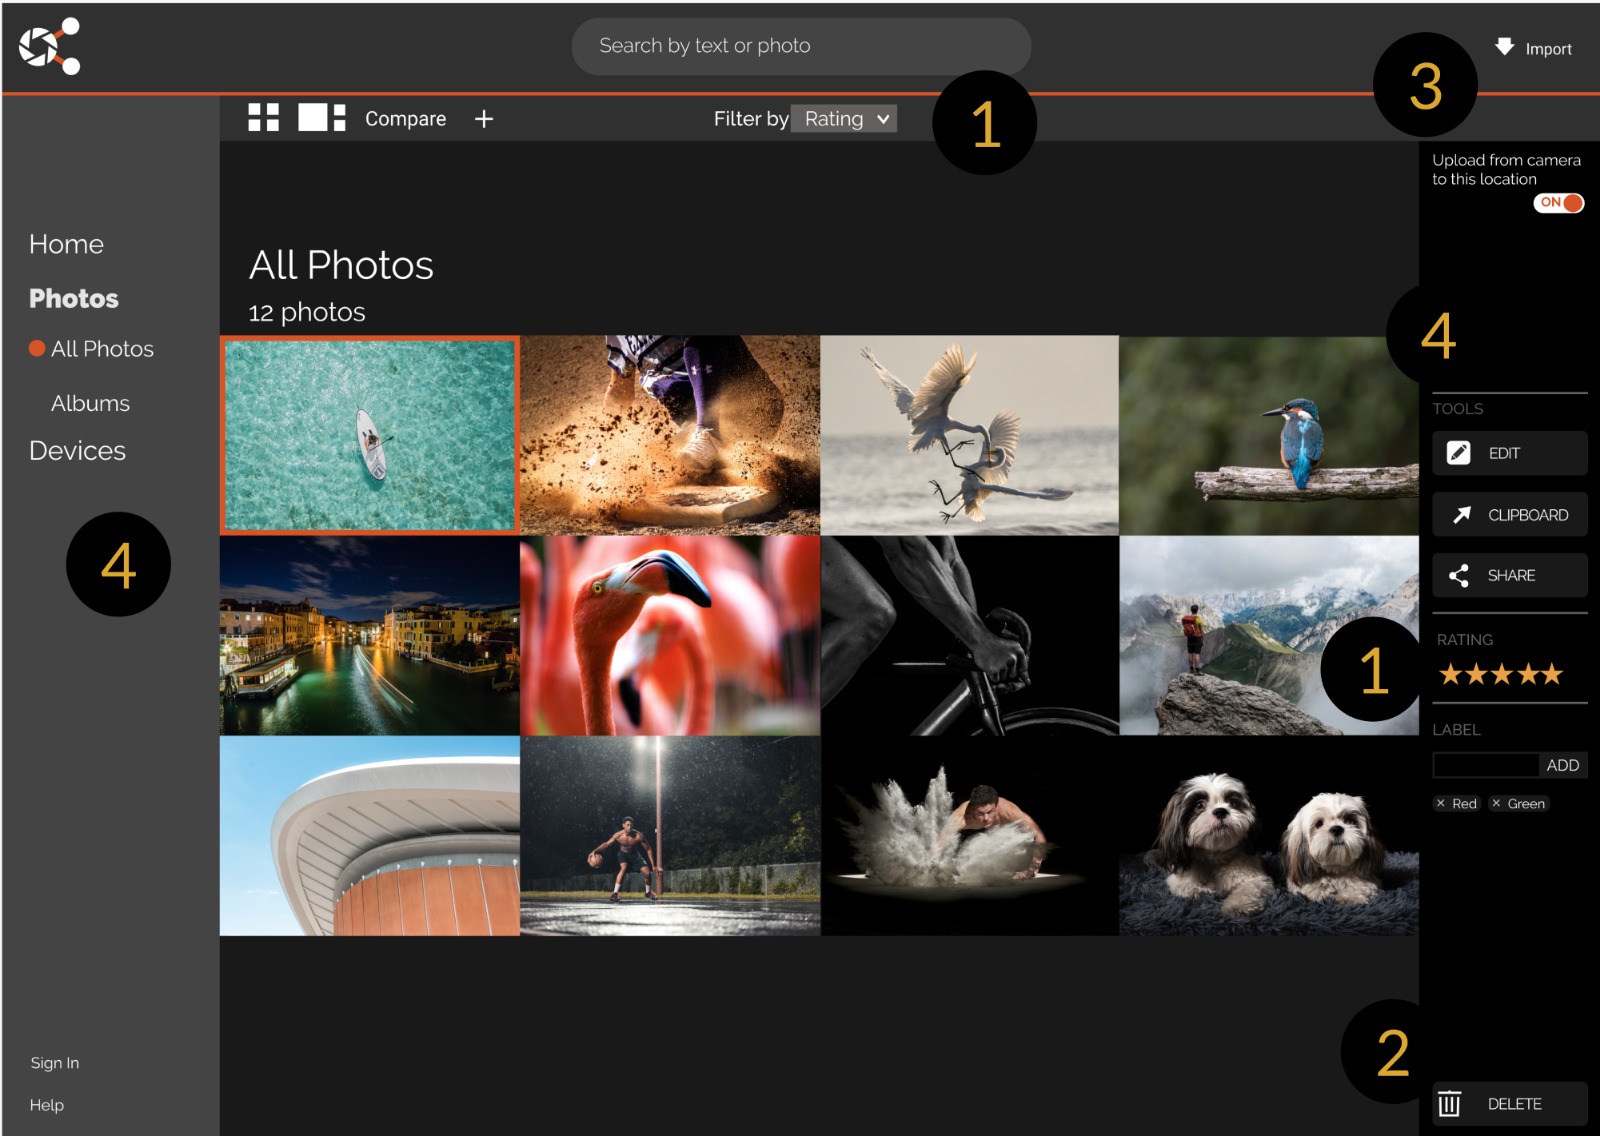 Search by text or photo
Import
3
Compare
Filter by Rating
1
Upload from camera
to this location
ON
Home
Photos
All Photos
Albums
Devices
4
Sign In
Help
All Photos
12 photos
4
TOOLS
EDIT
CLIPBOARD
SHARE
1
RATING
LABEL
ADD
× Red × Green
2
DELETE